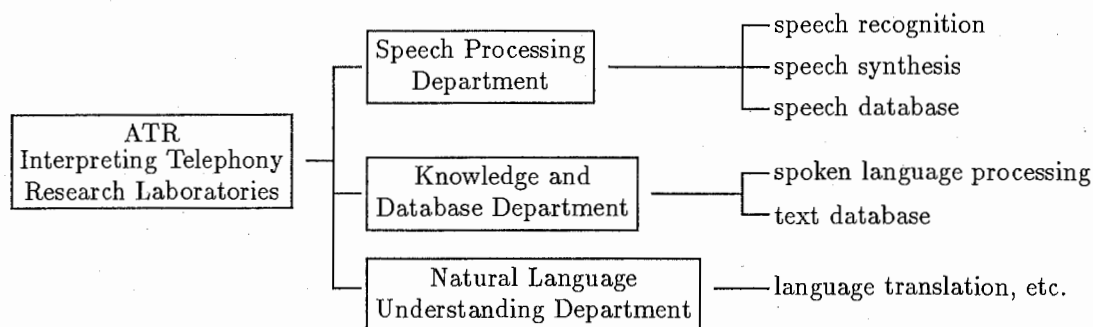 ATR
Interpreting Telephony
Research Laboratories
Speech Processing
Department
speech recognition
speech synthesis
speech database
Knowledge and
Database Department
spoken language processing
text database
Natural Language
Understanding Department
language translation, etc.